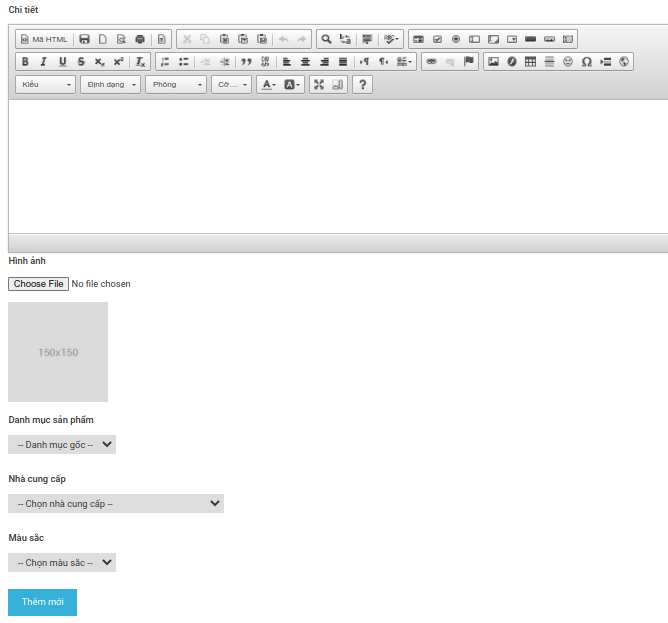 Chi tiết
Mã HTML
Kiểu
Định dạng
Phông
Cỡ...
Hình ảnh
Choose File No file chosen
150x150
Danh mục sản phẩm
-- Danh mục gốc --
Nhà cung cấp
-- Chọn nhà cung cấp --
Màu sắc
-- Chọn màu sắc --
Thêm mới